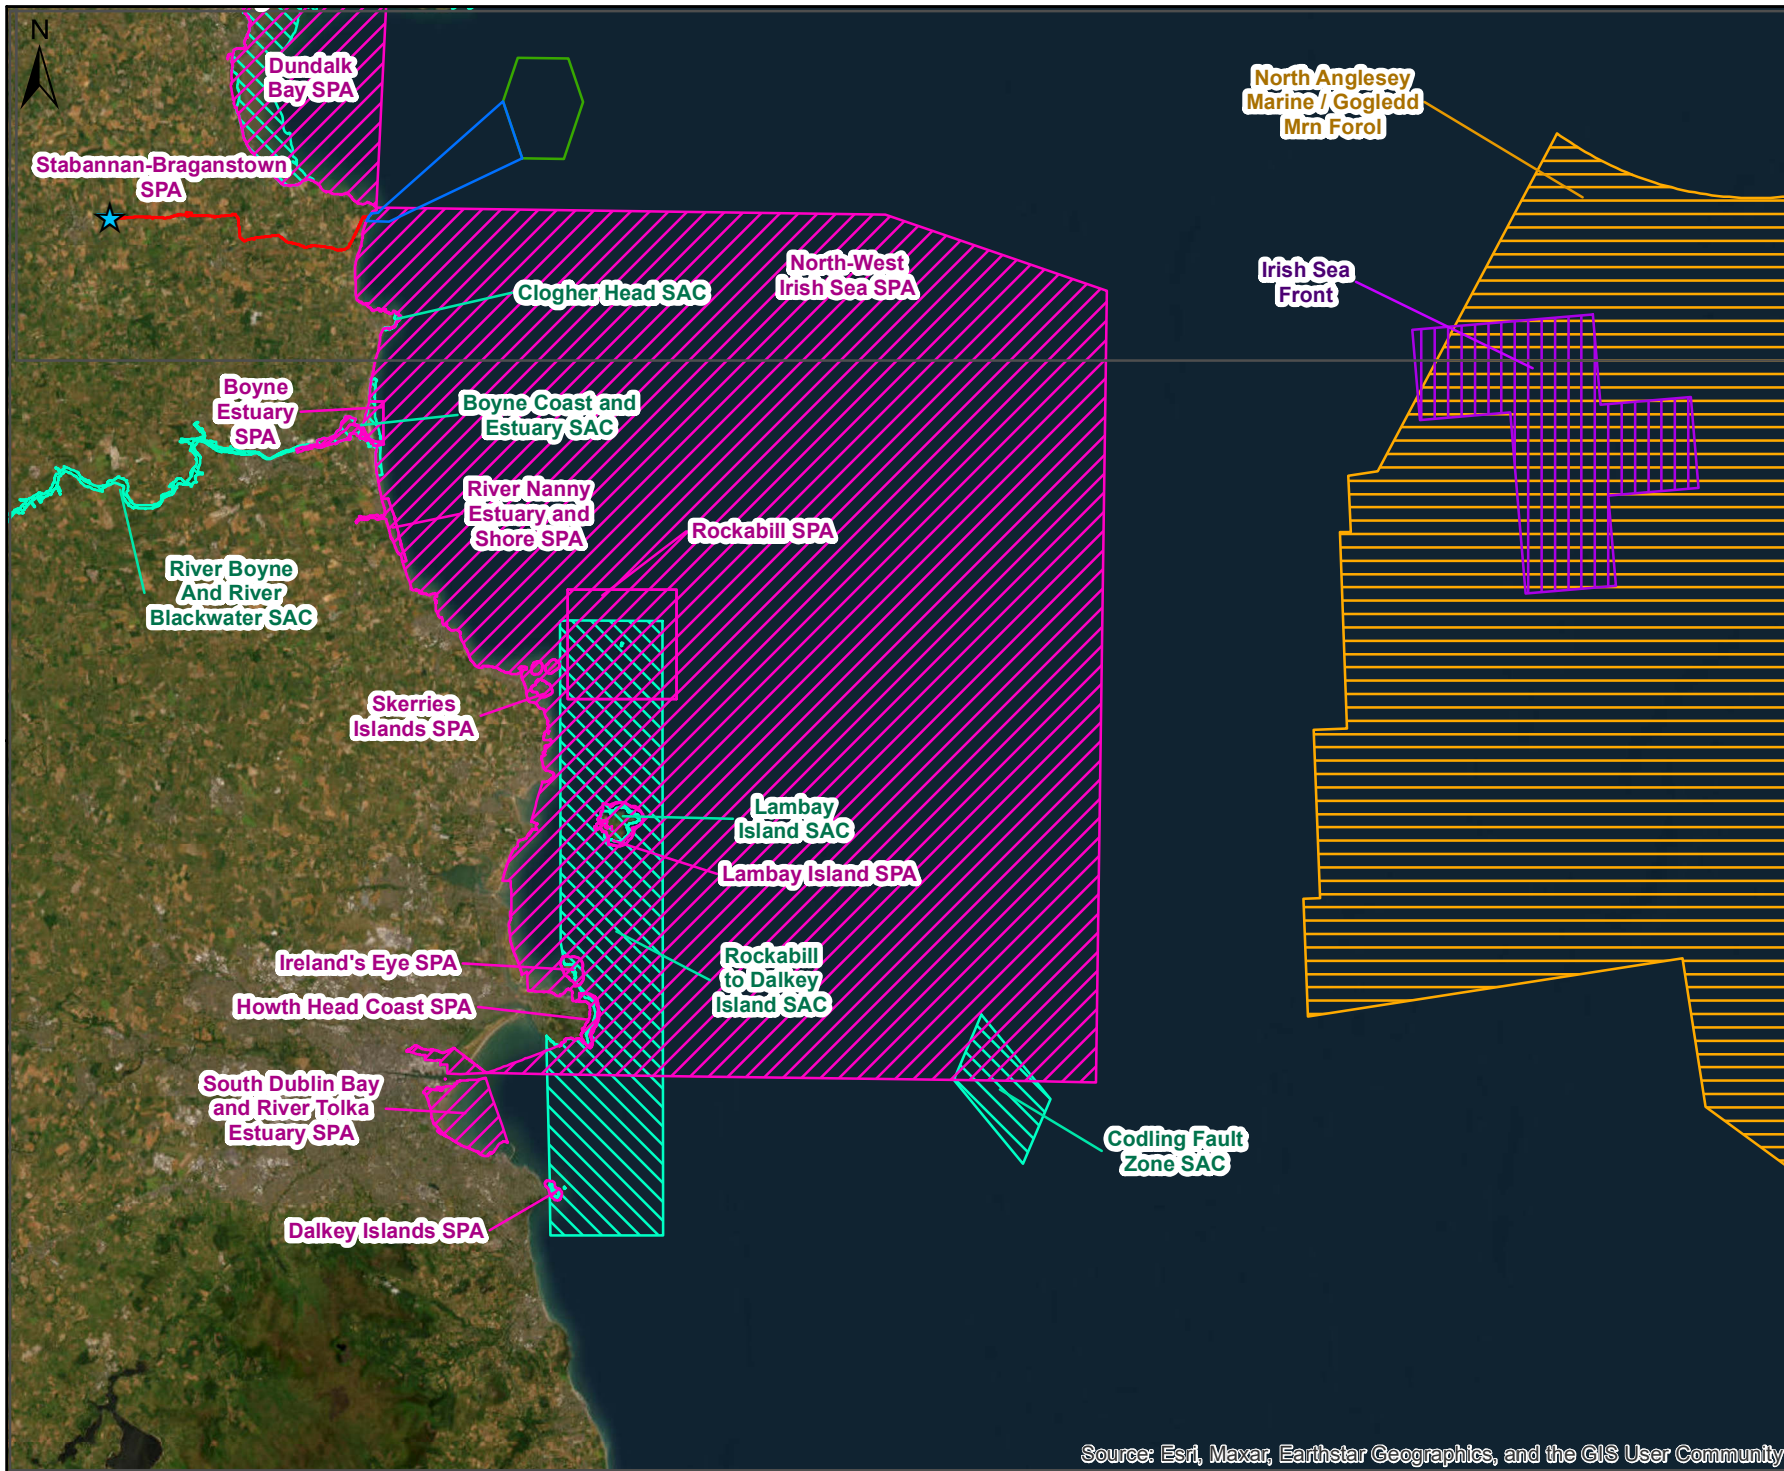 N
Dundalk
Bay SPA
North Anglesey
Marine / Gogledd
Mrn Forol
Stabannan-Braganstown
SPA
North-West
Irish Sea SPA
Irish Sea
Front
Clogher Head SAC
Boyne
Estuary
SPA
Boyne Coast and
Estuary SAC
River Nanny
Estuary and
Shore SPA
Rockabill SPA
River Boyne
And River
Blackwater SAC
Skerries
Islands SPA
Lambay
Island SAC
Lambay Island SPA
Ireland's Eye SPA
Rockabill
to Dalkey
Island SAC
Howth Head Coast SPA
South Dublin Bay
and River Tolka
Estuary SPA
Codling Fault
Zone SAC
Dalkey Islands SPA
Source: Esri, Maxar, Earthstar Geographics, and the GIS User Community